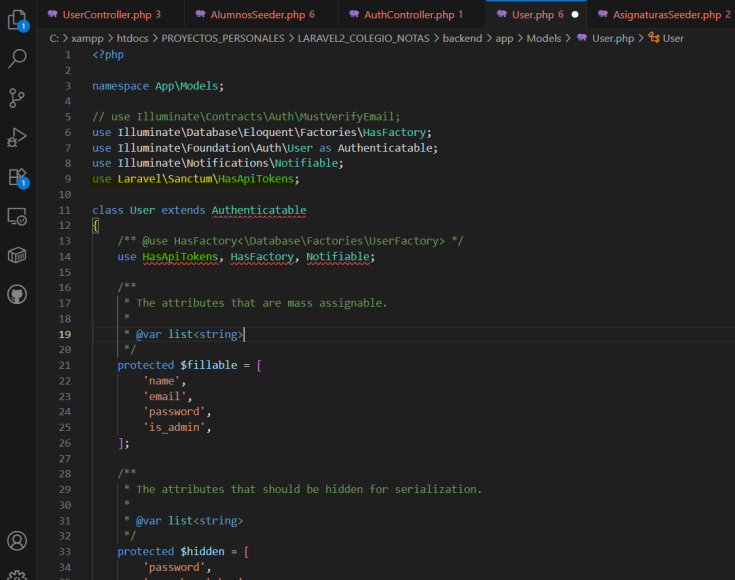 UserController.php 3 AlumnosSeeder.php 6 AuthController.php 1 User.php 6 AsignaturasSeeder.php 2
C: > xampp > htdocs > PROYECTOS_PERSONALES > LARAVEL2_COLEGIO_NOTAS > backend > app > Models > User.php > User
1 <?php
2
3 namespace App\Models;
4
5 // use Illuminate\Contracts\Auth\MustVerifyEmail;
6 use Illuminate\Database\Eloquent\Factories\HasFactory;
7 use Illuminate\Foundation\Auth\User as Authenticatable;
8 use Illuminate\Notifications\Notifiable;
9 use Laravel\Sanctum\HasApiTokens;
10
11 class User extends Authenticatable
12 {
13 /** @use HasFactory<\Database\Factories\UserFactory> */
14 use HasApiTokens, HasFactory, Notifiable;
15
16 /**
17 * The attributes that are mass assignable.
18 *
19 * @var list<string>
20 */
21 protected $fillable = [
22 'name',
23 'email',
24 'password',
25 'is_admin',
26 ];
27
28 /**
29 * The attributes that should be hidden for serialization.
30 *
31 * @var list<string>
32 */
33 protected $hidden = [
34 'password',
1
1